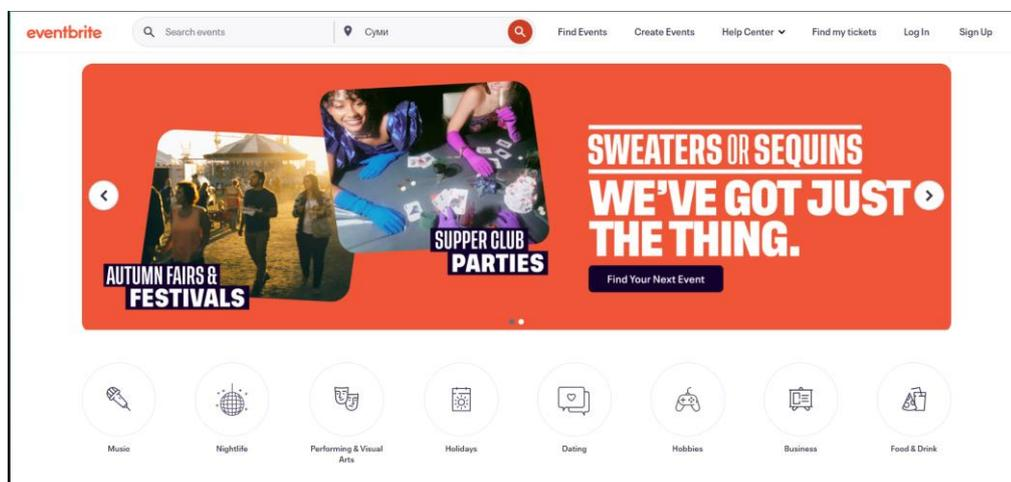 eventbrite
Search events
Суми
Find Events
Create Events
Help Center
Find my tickets
Log In
Sign Up
AUTUMN FAIRS &
FESTIVALS
SUPPER CLUB
PARTIES
SWEATERS OR SEQUINS
WE'VE GOT JUST
THE THING.
Find Your Next Event
Music
Nightlife
Performing & Visual
Arts
Holidays
Dating
Hobbies
Business
Food & Drink